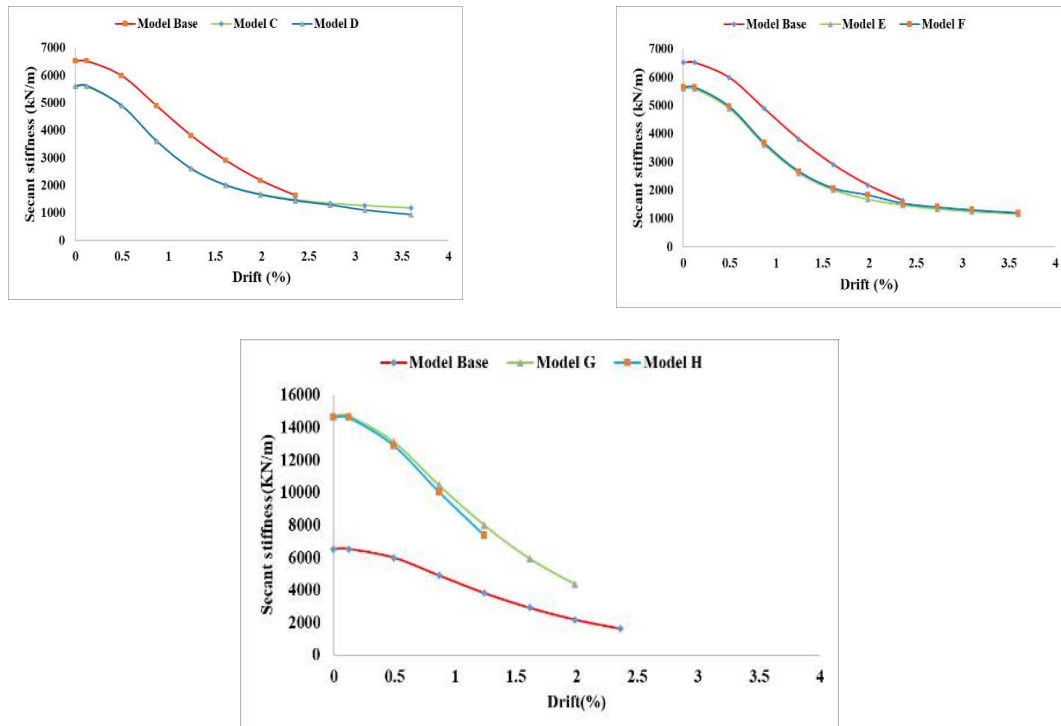 Model Base Model C Model D
Secant stiffness (kN/m)
7000
6000
5000
4000
3000
2000
1000
0
0 0.5 1 1.5 2 2.5 3 3.5 4
Drift (%)
Model Base Model E Model F
Secant stiffness (kN/m)
7000
6000
5000
4000
3000
2000
1000
0
0 0.5 1 1.5 2 2.5 3 3.5 4
Drift (%)
Model Base Model G Model H
Secant stiffness(KN/m)
16000
14000
12000
10000
8000
6000
4000
2000
0
0 0.5 1 1.5 2 2.5 3 3.5 4
Drift(%)